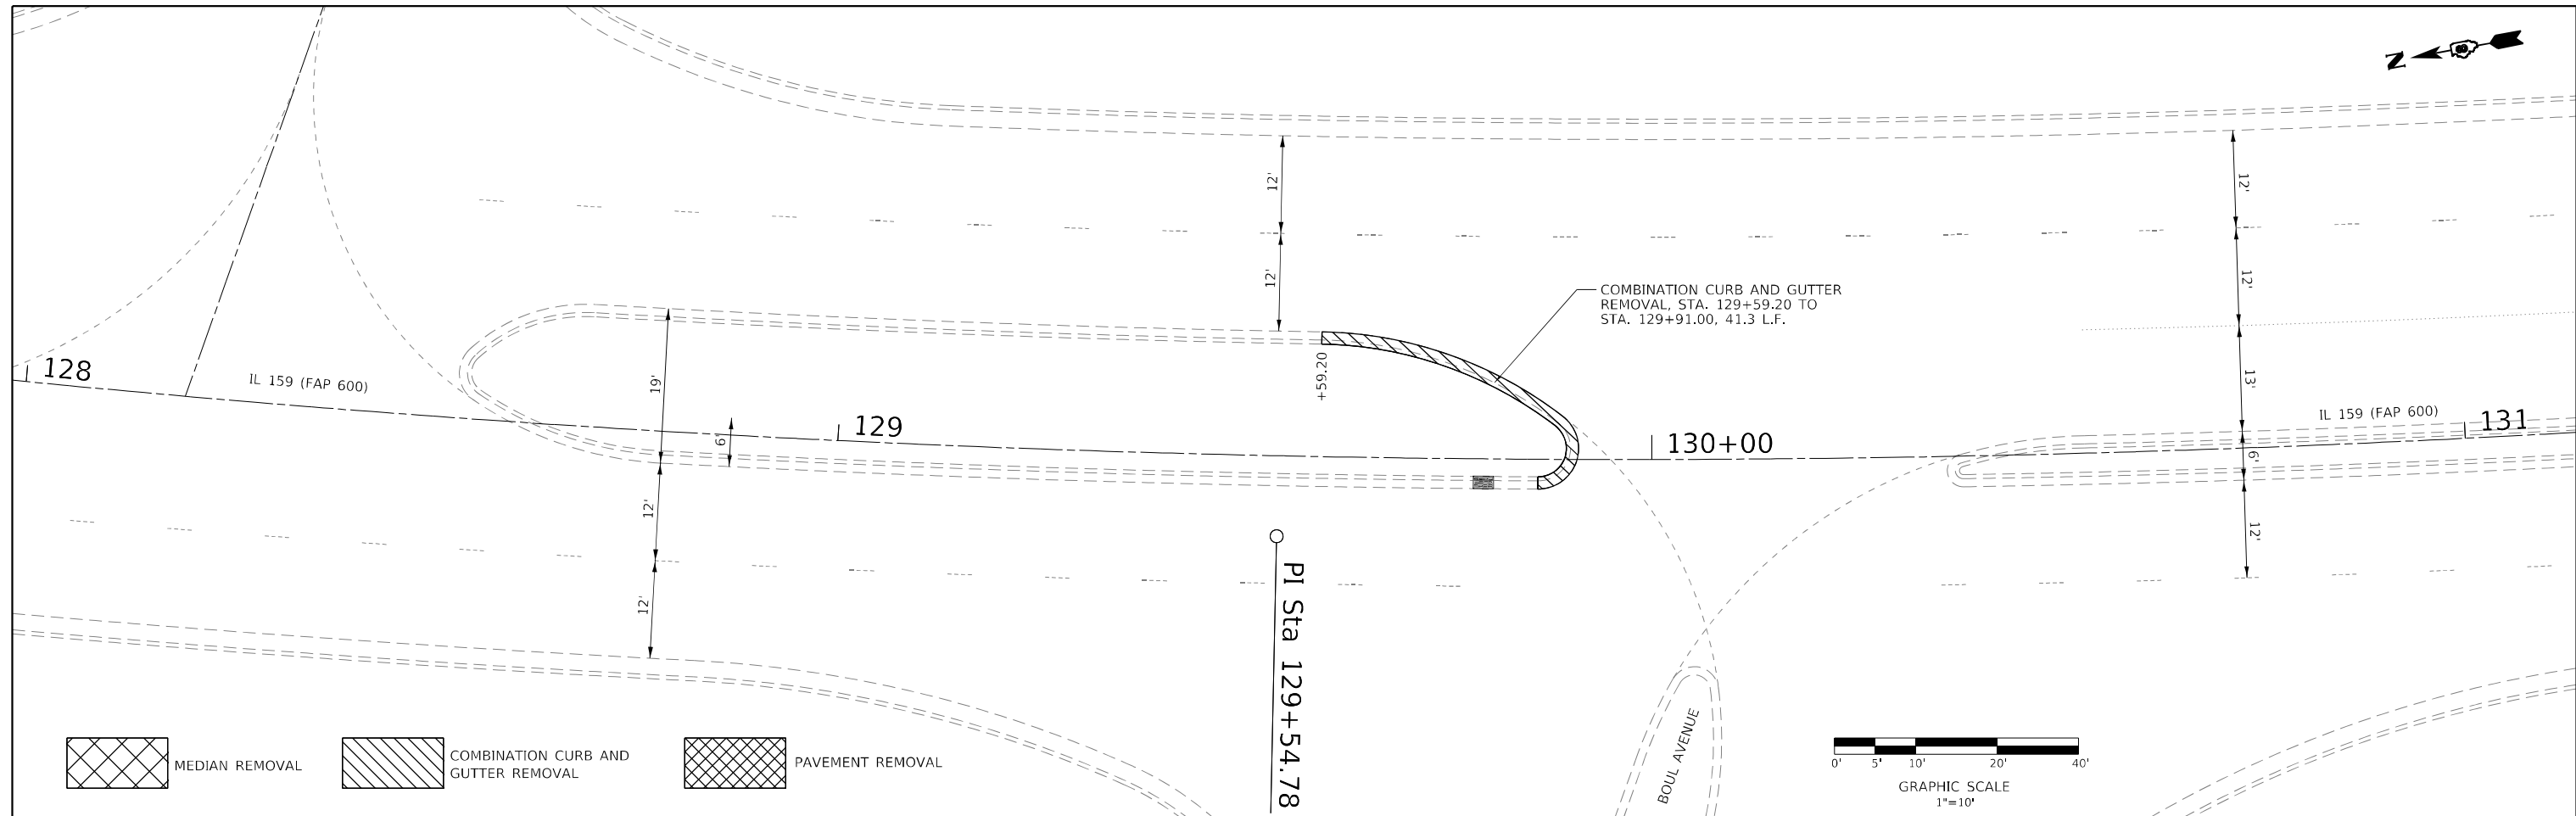 N
12'
12'
12'
12'
COMBINATION CURB AND GUTTER
REMOVAL, STA. 129+59.20 TO
STA. 129+91.00, 41.3 L.F.
128
IL 159 (FAP 600)
19'
6'
129
+59.20
130+00
13'
IL 159 (FAP 600)
131
6'
12'
12'
12'
PI Sta 129+54.78
BOUL AVENUE
MEDIAN REMOVAL
COMBINATION CURB AND
GUTTER REMOVAL
PAVEMENT REMOVAL
0' 5' 10' 20' 40'
GRAPHIC SCALE
1"=10'